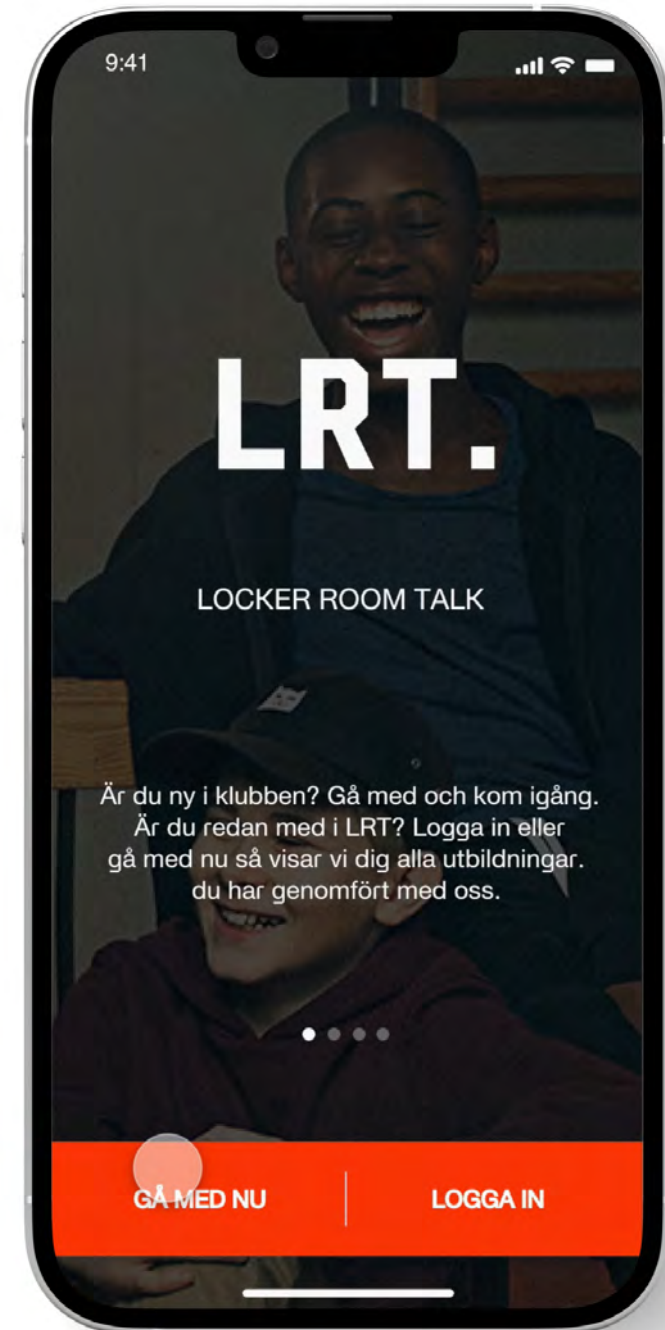 9:41
LRT.
LOCKER ROOM TALK
Är du ny i klubben? Gå med och kom igång.
Är du redan med i LRT? Logga in eller
gå med nu så visar vi dig alla utbildningar.
du har genomfört med oss.
GÅ MED NU
LOGGA IN